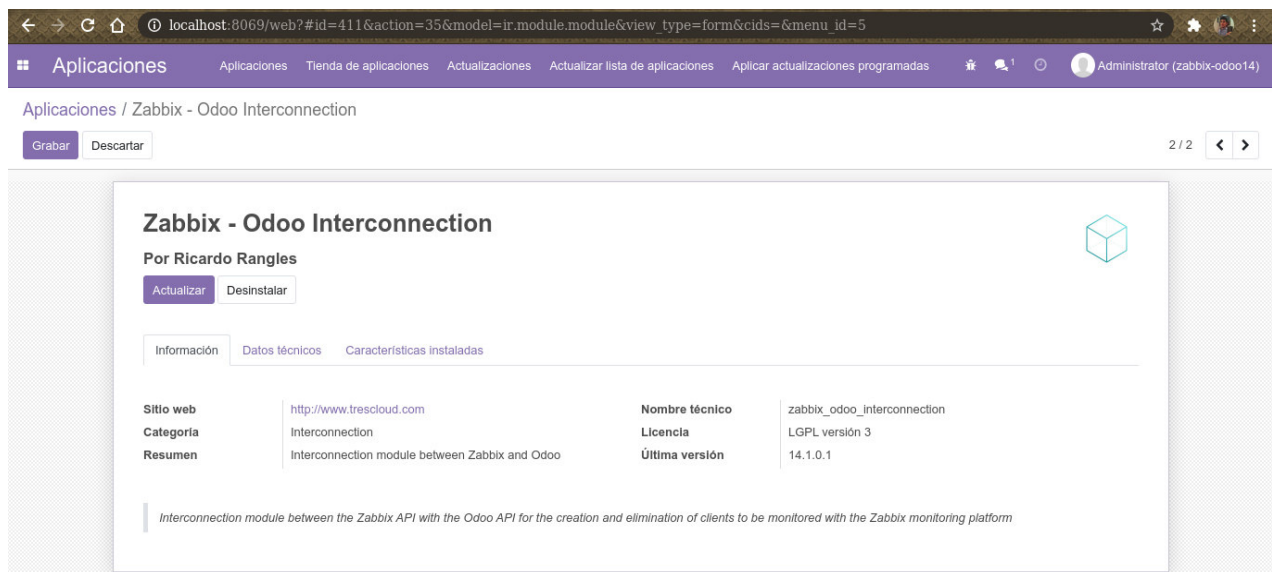 localhost:8069/web?#id=411&action=35&model=ir.module.module&view_type=form&cids=&menu_id=5
Aplicaciones Aplicaciones Tienda de aplicaciones Actualizaciones Actualizar lista de aplicaciones Aplicar actualizaciones programadas 1 Administrator (zabbix-odoo14)
Aplicaciones / Zabbix - Odoo Interconnection
Grabar Descartar 2 / 2
Zabbix - Odoo Interconnection
Por Ricardo Rangles
Actualizar Desinstalar
Información Datos técnicos Características instaladas
Sitio web http://www.trescloud.com Nombre técnico zabbix_odoo_interconnection
Categoría Interconnection Licencia LGPL versión 3
Resumen Interconnection module between Zabbix and Odoo Última versión 14.1.0.1
Interconnection module between the Zabbix API with the Odoo API for the creation and elimination of clients to be monitored with the Zabbix monitoring platform